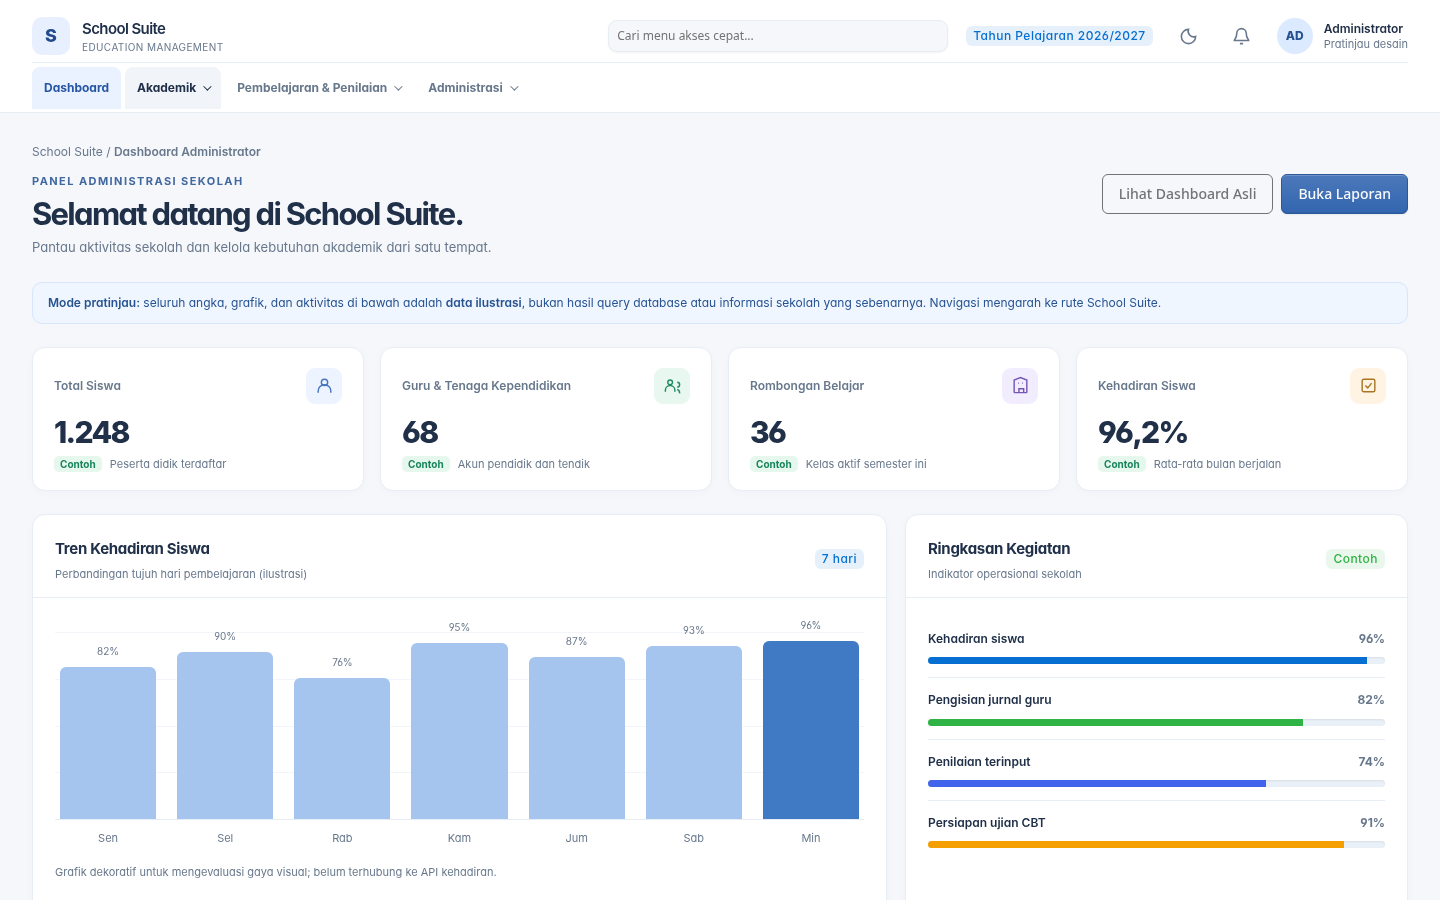 S
School Suite
EDUCATION MANAGEMENT
Cari menu akses cepat...
Tahun Pelajaran 2026/2027
AD
Administrator
Pratinjau desain
Dashboard
Akademik
Pembelajaran & Penilaian
Administrasi
School Suite / Dashboard Administrator
PANEL ADMINISTRASI SEKOLAH
Selamat datang di School Suite.
Pantau aktivitas sekolah dan kelola kebutuhan akademik dari satu tempat.
Lihat Dashboard Asli
Buka Laporan
Mode pratinjau: seluruh angka, grafik, dan aktivitas di bawah adalah data ilustrasi, bukan hasil query database atau informasi sekolah yang sebenarnya. Navigasi mengarah ke rute School Suite.
Total Siswa
1.248
Contoh Peserta didik terdaftar
Guru & Tenaga Kependidikan
68
Contoh Akun pendidik dan tendik
Rombongan Belajar
36
Contoh Kelas aktif semester ini
Kehadiran Siswa
96,2%
Contoh Rata-rata bulan berjalan
Tren Kehadiran Siswa
Perbandingan tujuh hari pembelajaran (ilustrasi)
7 hari
82%
90%
76%
95%
87%
93%
96%
Sen
Sel
Rab
Kam
Jum
Sab
Min
Grafik dekoratif untuk mengevaluasi gaya visual; belum terhubung ke API kehadiran.
Ringkasan Kegiatan
Indikator operasional sekolah
Contoh
Kehadiran siswa 96%
Pengisian jurnal guru 82%
Penilaian terinput 74%
Persiapan ujian CBT 91%